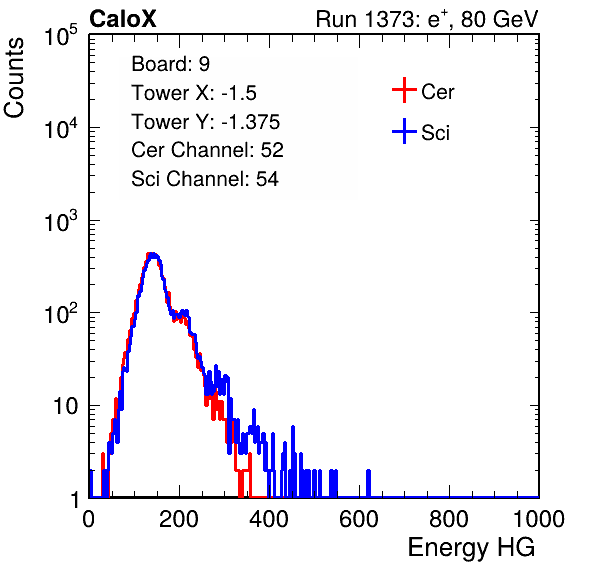 CaloX Run 1373: e⁺, 80 GeV
Counts
10⁵
10⁴
10³
10²
10
1
Board: 9
Tower X: -1.5
Tower Y: -1.375
Cer Channel: 52
Sci Channel: 54
Cer
Sci
0 200 400 600 800 1000
Energy HG